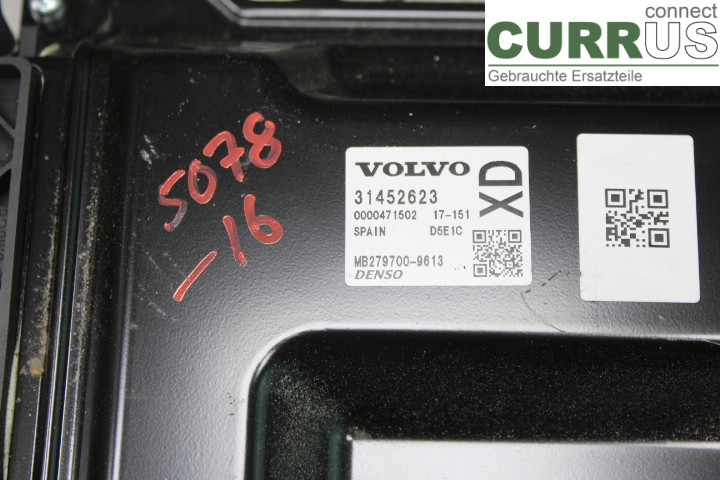 connect
CURRUS
Gebrauchte Ersatzteile
5078
-16
VOLVO
XD
31452623
0000471502 17-151
SPAIN D5E1C
MB279700-9613
DENSO